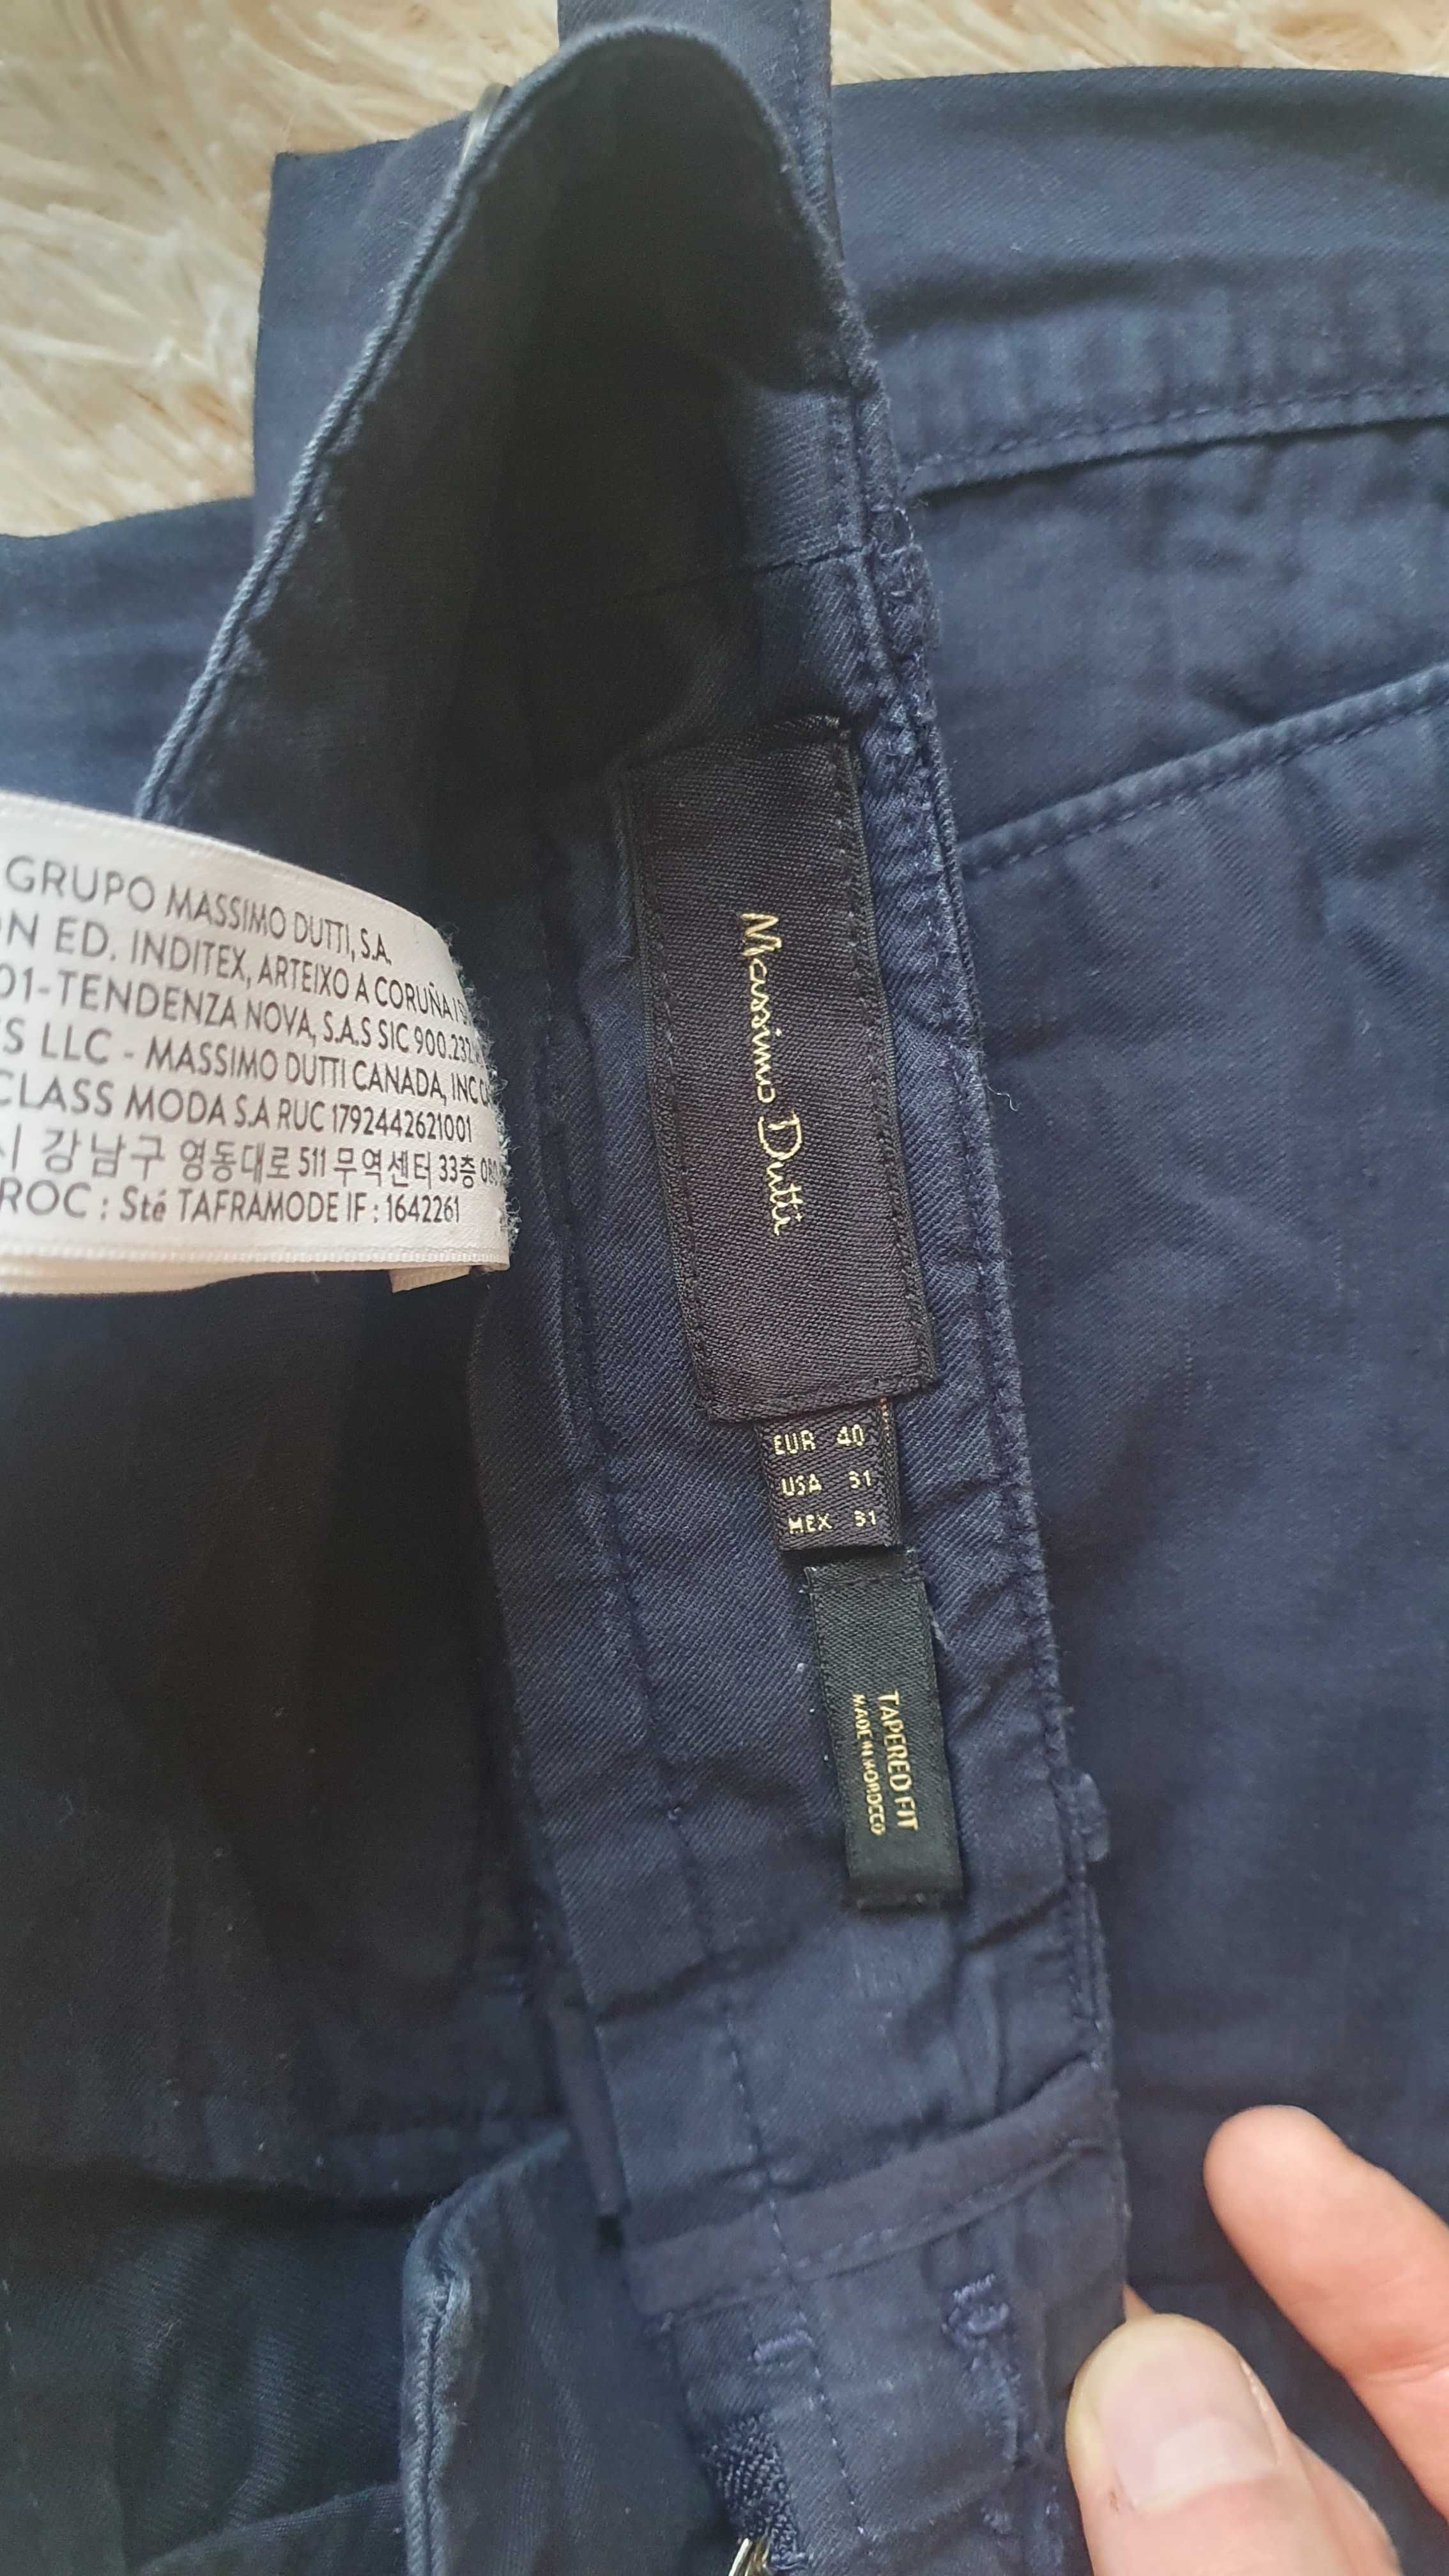 GRUPO MASSIMO DUTTI, S.A.
ON ED. INDITEX, ARTEIXO A CORUÑA
01-TENDENZA NOVA, S.A.S SIC 900.232
S LLC - MASSIMO DUTTI CANADA, INC
CLASS MODA S.A RUC 1792442621001
시 강남구 영동대로 511 무역센터 33층
ROC : Sté TAFRAMODE IF : 1642261
Massimo Dutti
EUR 40
USA 31
MEX 31
TAPERED FIT
MADE IN MOROCCO